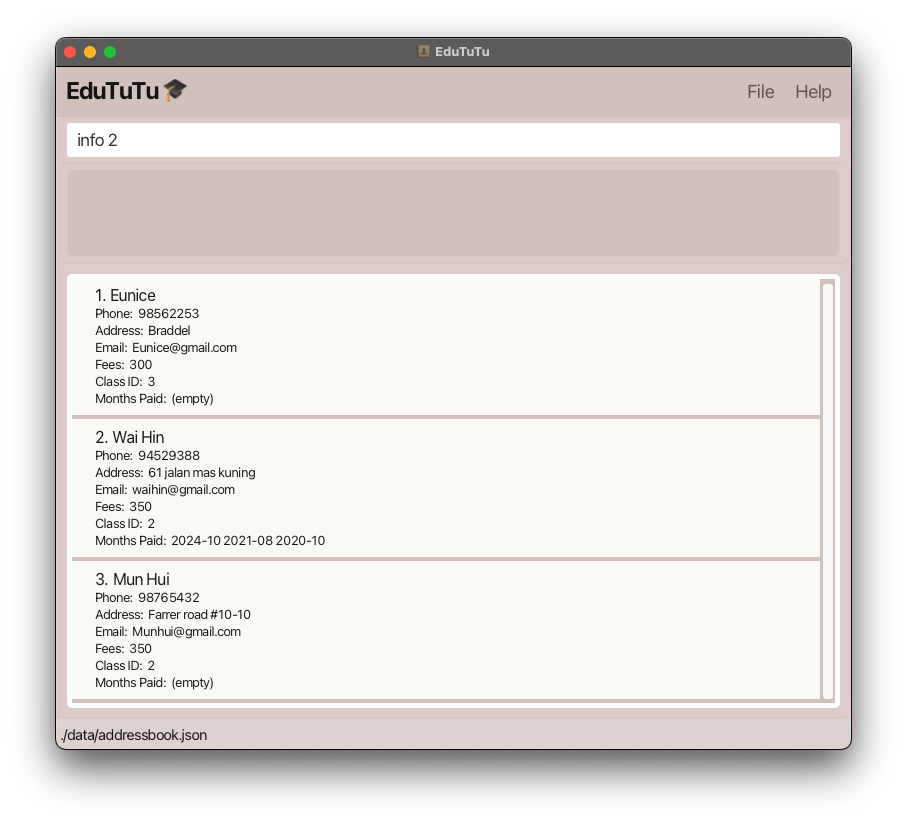 EduTuTu
EduTuTu🎓
File Help
info 2
1. Eunice
Phone: 98562253
Address: Braddel
Email: Eunice@gmail.com
Fees: 300
Class ID: 3
Months Paid: (empty)
2. Wai Hin
Phone: 94529388
Address: 61 jalan mas kuning
Email: waihin@gmail.com
Fees: 350
Class ID: 2
Months Paid: 2024-10 2021-08 2020-10
3. Mun Hui
Phone: 98765432
Address: Farrer road #10-10
Email: Munhui@gmail.com
Fees: 350
Class ID: 2
Months Paid: (empty)
./data/addressbook.json